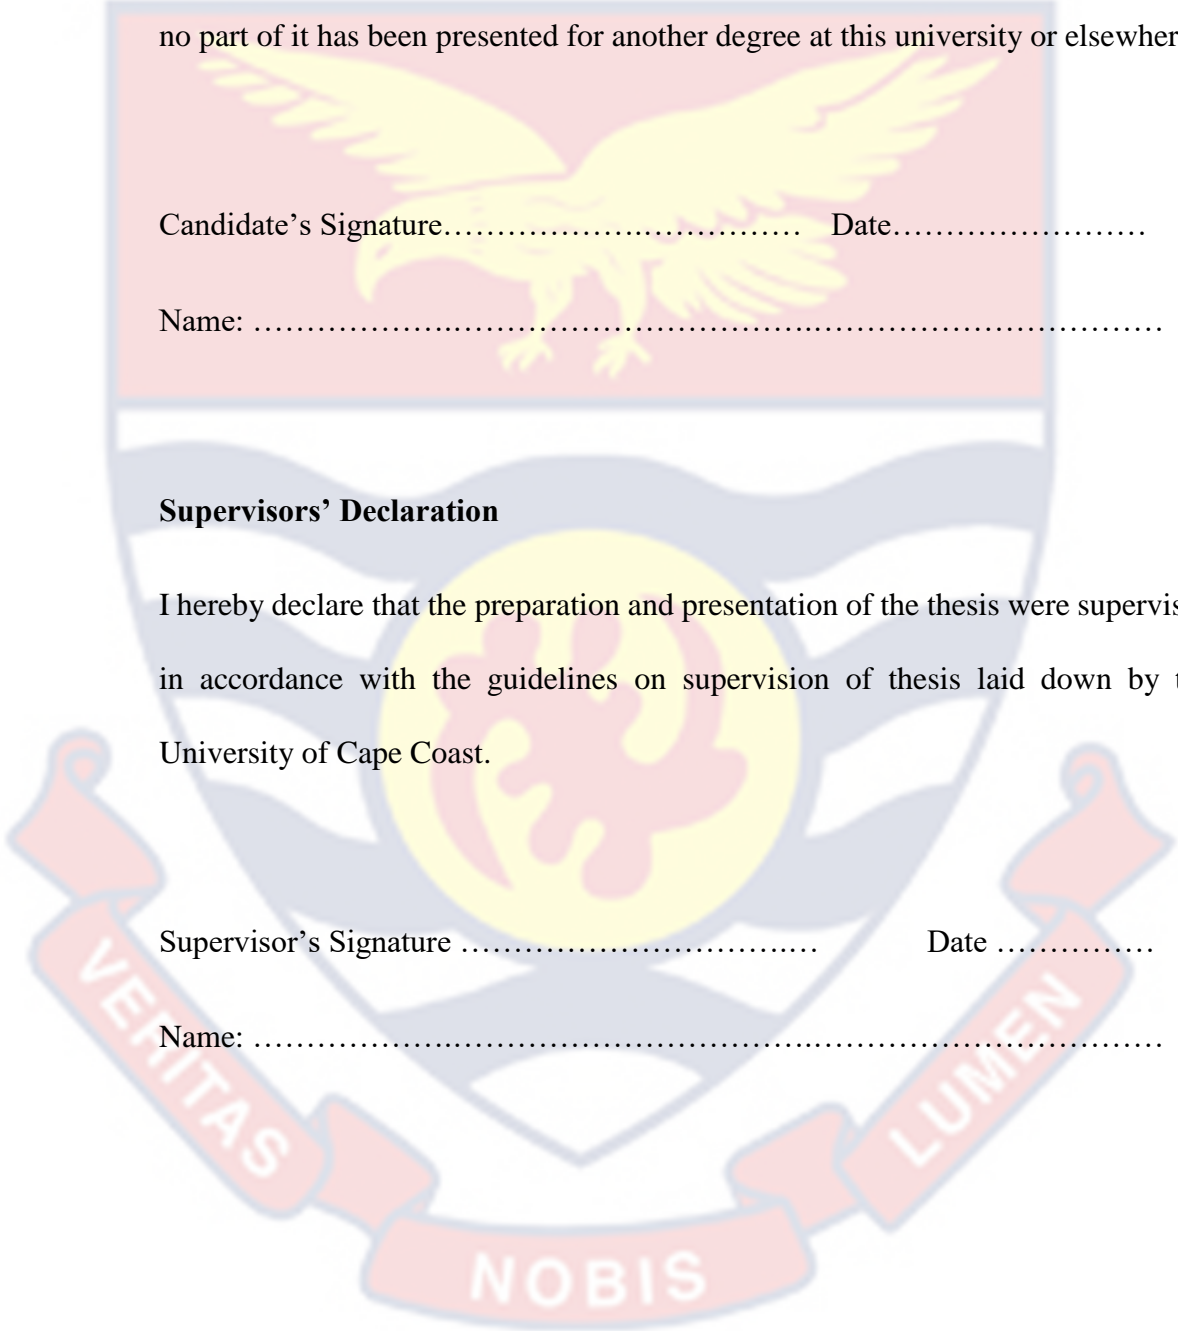 no part of it has been presented for another degree at this university or elsewher
Candidate’s Signature……………….…………… Date……………………
Name: ……………….…………………………….……………………………
Supervisors’ Declaration
I hereby declare that the preparation and presentation of the thesis were supervis
in accordance with the guidelines on supervision of thesis laid down by t
University of Cape Coast.
Supervisor’s Signature ………………………….… Date ……………
Name: ……………….…………………………….……………………………
VERITAS
NOBIS
LUMEN